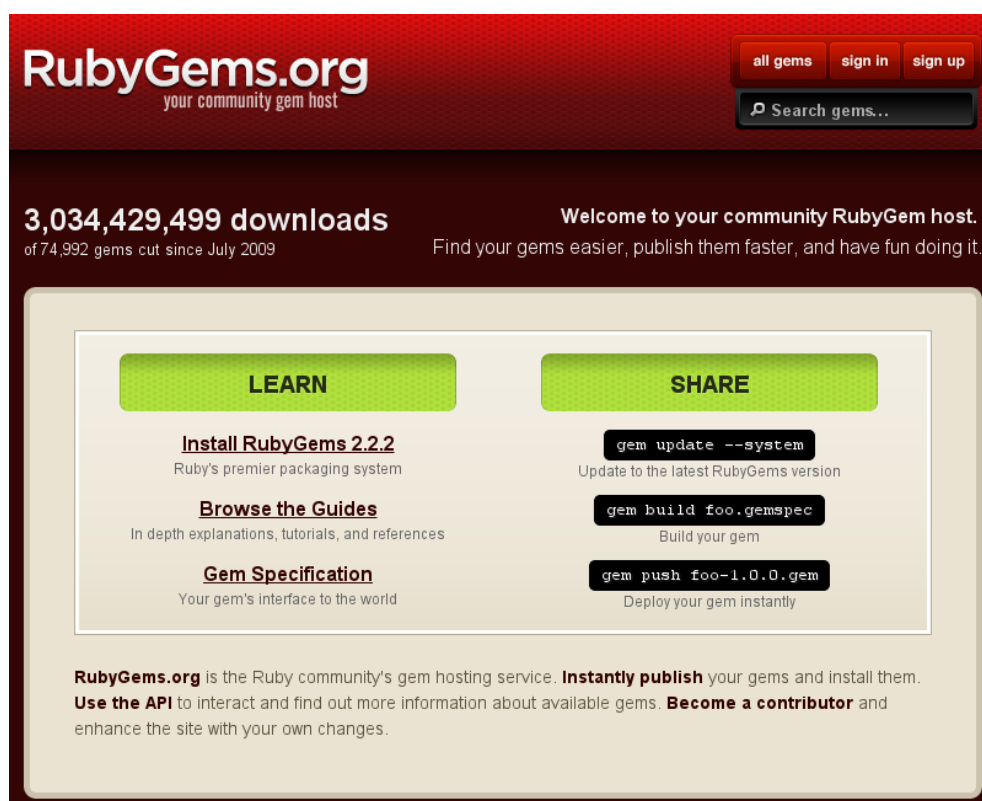 RubyGems.org
your community gem host
all gems
sign in
sign up
Search gems...
3,034,429,499 downloads
of 74,992 gems cut since July 2009
Welcome to your community RubyGem host.
Find your gems easier, publish them faster, and have fun doing it.
LEARN
Install RubyGems 2.2.2
Ruby's premier packaging system
Browse the Guides
In depth explanations, tutorials, and references
Gem Specification
Your gem's interface to the world
SHARE
gem update --system
Update to the latest RubyGems version
gem build foo.gemspec
Build your gem
gem push foo-1.0.0.gem
Deploy your gem instantly
RubyGems.org is the Ruby community's gem hosting service. Instantly publish your gems and install them.
Use the API to interact and find out more information about available gems. Become a contributor and
enhance the site with your own changes.